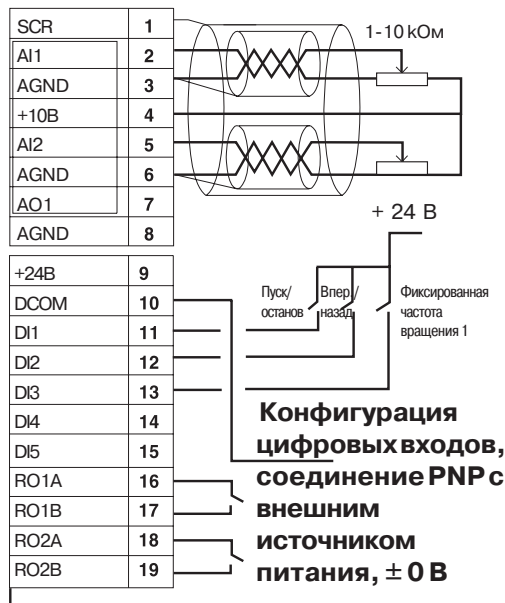 SCR 1
AI1 2
AGND 3
+10В 4
AI2 5
AGND 6
AO1 7
AGND 8
1-10 kОм
+ 24 В
+24В 9
DCOM 10
DI1 11
DI2 12
DI3 13
DI4 14
DI5 15
RO1A 16
RO1B 17
RO2A 18
RO2B 19
Пуск/
останов
Впер./
назад
Фиксированная
частота
вращения 1
Конфигурация
цифровых входов,
соединение PNP с
внешним
источником
питания, ± 0 В